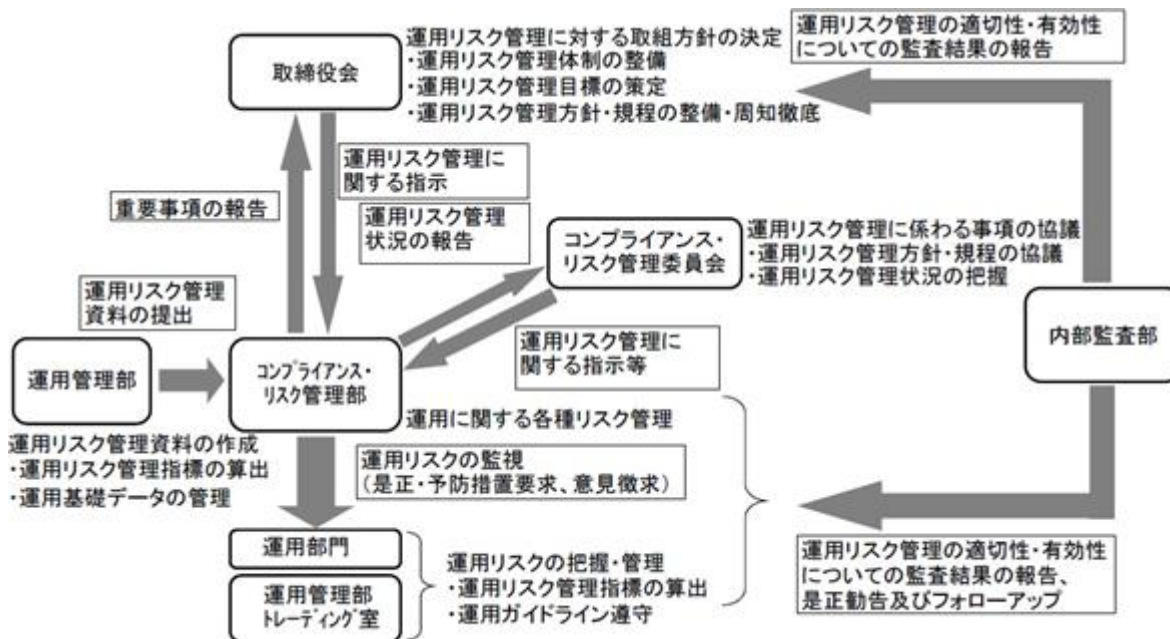 取締役会
運用リスク管理に対する取組方針の決定
・運用リスク管理体制の整備
・運用リスク管理目標の策定
・運用リスク管理方針・規程の整備・周知徹底
運用リスク管理の適切性・有効性
についての監査結果の報告
重要事項の報告
運用リスク管理に
関する指示
運用リスク管理
状況の報告
コンプライアンス・
リスク管理委員会
運用リスク管理に係わる事項の協議
・運用リスク管理方針・規程の協議
・運用リスク管理状況の把握
運用リスク管理
資料の提出
運用リスク管理に
関する指示等
内部監査部
運用管理部
コンプライアンス・
リスク管理部
運用に関する各種リスク管理
運用リスク管理資料の作成
・運用リスク管理指標の算出
・運用基礎データの管理
運用リスクの監視
（是正・予防措置要求、意見徴求）
運用部門
運用管理部
トレーディング室
運用リスクの把握・管理
・運用リスク管理指標の算出
・運用ガイドライン遵守
運用リスク管理の適切性・有効性
についての監査結果の報告、
是正勧告及びフォローアップ